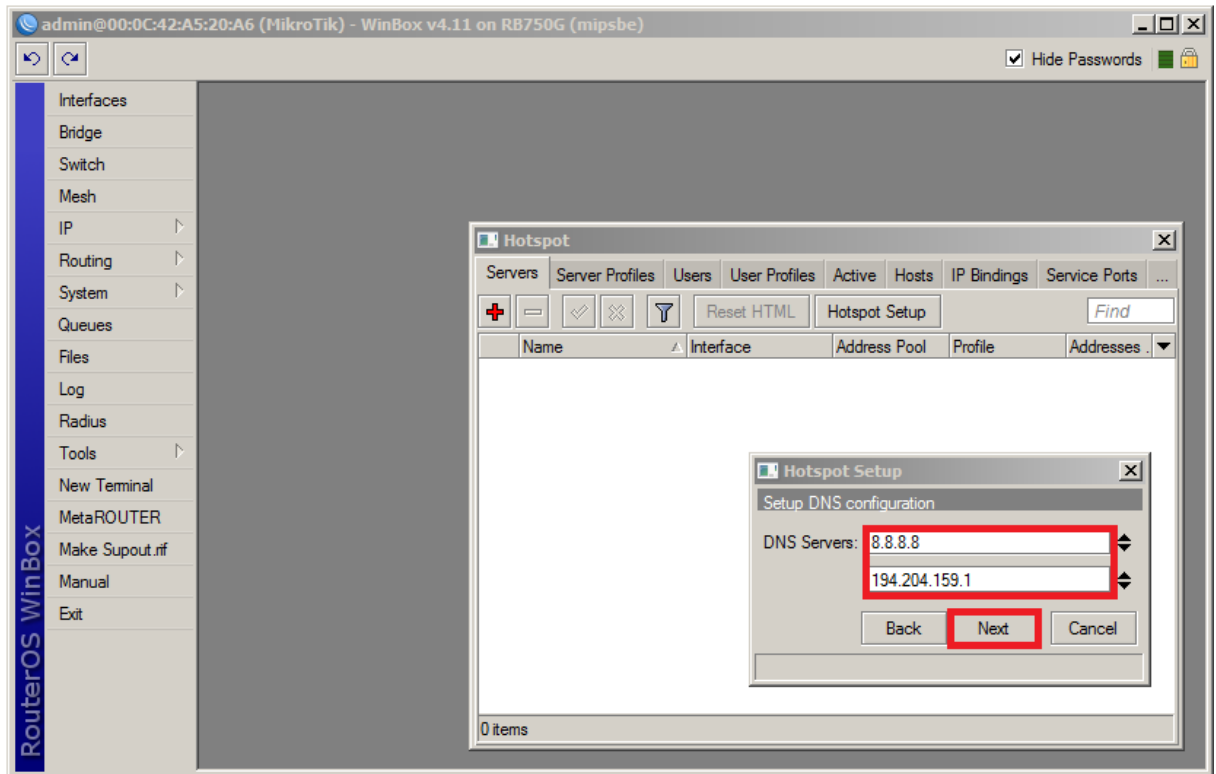 admin@00:0C:42:A5:20:A6 (MikroTik) - WinBox v4.11 on RB750G (mipsbe)
Hide Passwords
Interfaces
Bridge
Switch
Mesh
IP
Routing
System
Queues
Files
Log
Radius
Tools
New Terminal
MetaROUTER
Make Supout.rif
Manual
Exit
RouterOS WinBox
Hotspot
Servers Server Profiles Users User Profiles Active Hosts IP Bindings Service Ports ...
Reset HTML Hotspot Setup Find
Name Interface Address Pool Profile Addresses .
Hotspot Setup
Setup DNS configuration
DNS Servers: 8.8.8.8
194.204.159.1
Back Next Cancel
0 items